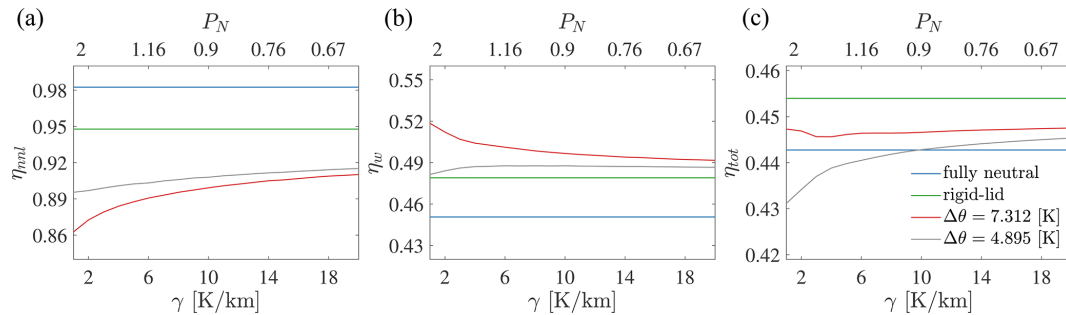 (a)
P_N
2 1.16 0.9 0.76 0.67
η_nnl
0.98
0.95
0.92
0.89
0.86
2 6 10 14 18
γ [K/km]
(b)
P_N
2 1.16 0.9 0.76 0.67
η_w
0.55
0.52
0.49
0.46
0.43
2 6 10 14 18
γ [K/km]
(c)
P_N
2 1.16 0.9 0.76 0.67
η_tot
0.46
0.45
0.44
0.43
0.42
2 6 10 14 18
γ [K/km]
fully neutral
rigid-lid
Δθ = 7.312 [K]
Δθ = 4.895 [K]